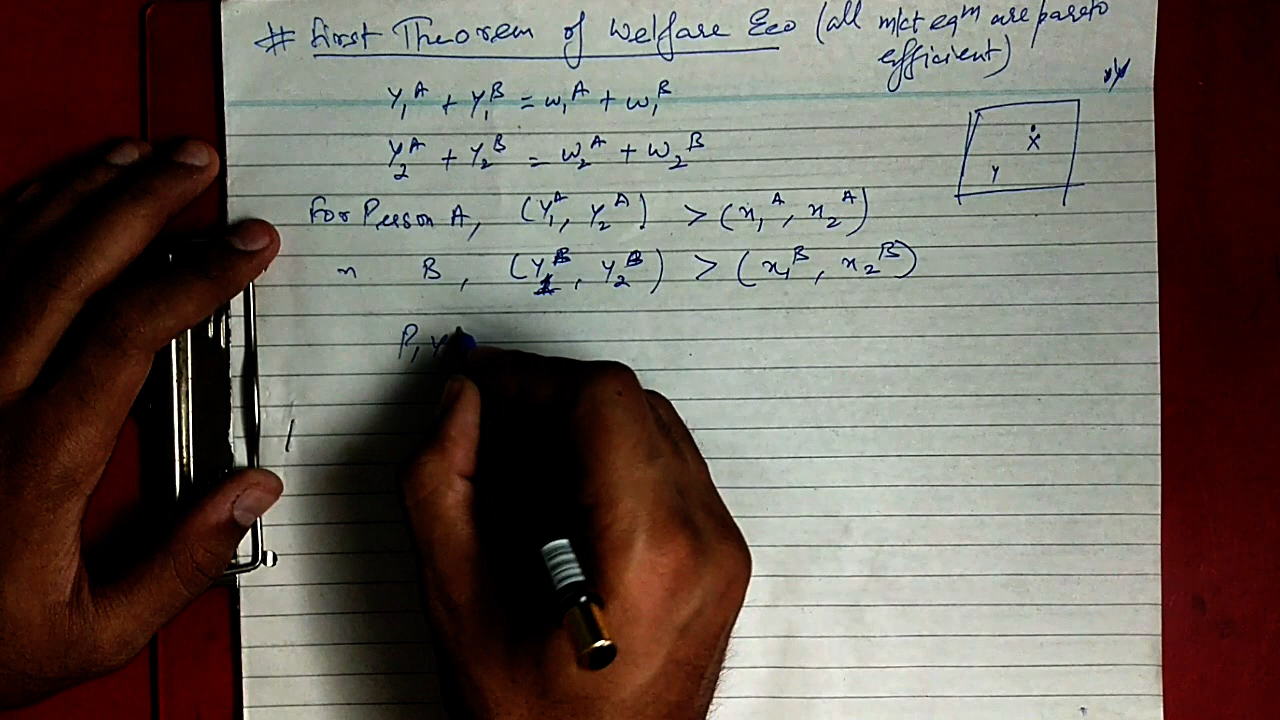 # First Theorem of Welfare Eco (all mkt eqᵐ are pareto
efficient)
y₁ᴬ + y₁ᴮ = w₁ᴬ + w₁ᴮ
y₂ᴬ + y₂ᴮ = w₂ᴬ + w₂ᴮ
X
Y
For Person A, (y₁ᴬ, y₂ᴬ) > (x₁ᴬ, x₂ᴬ)
" B, (y₁ᴮ, y₂ᴮ) > (x₁ᴮ, x₂ᴮ)
P₁ y